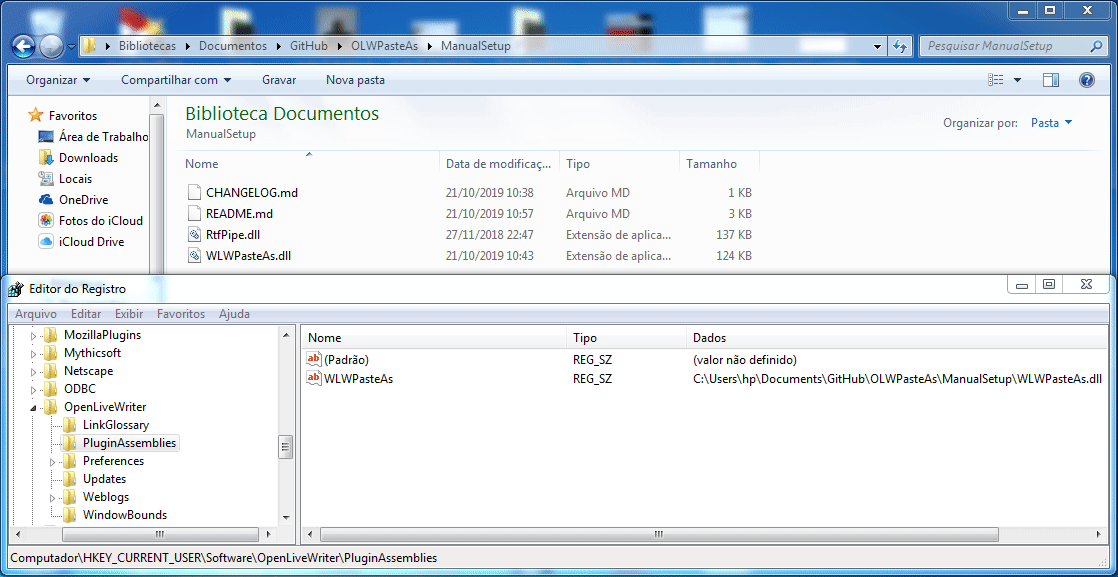 Bibliotecas Documentos GitHub OLWPasteAs ManualSetup Pesquisar ManualSetup
Organizar Compartilhar com Gravar Nova pasta
Favoritos
Área de Trabalho
Downloads
Locais
OneDrive
Fotos do iCloud
iCloud Drive
Biblioteca Documentos
ManualSetup
Organizar por: Pasta
Nome Data de modificaç... Tipo Tamanho
CHANGELOG.md 21/10/2019 10:38 Arquivo MD 1 KB
README.md 21/10/2019 10:57 Arquivo MD 3 KB
RtfPipe.dll 27/11/2018 22:47 Extensão de aplica... 137 KB
WLWPasteAs.dll 21/10/2019 10:43 Extensão de aplica... 124 KB
Editor do Registro
Arquivo Editar Exibir Favoritos Ajuda
MozillaPlugins
Mythicsoft
Netscape
ODBC
OpenLiveWriter
LinkGlossary
PluginAssemblies
Preferences
Updates
Weblogs
WindowBounds
Nome Tipo Dados
ab (Padrão) REG_SZ (valor não definido)
ab WLWPasteAs REG_SZ C:\Users\hp\Documents\GitHub\OLWPasteAs\ManualSetup\WLWPasteAs.dll
Computador\HKEY_CURRENT_USER\Software\OpenLiveWriter\PluginAssemblies